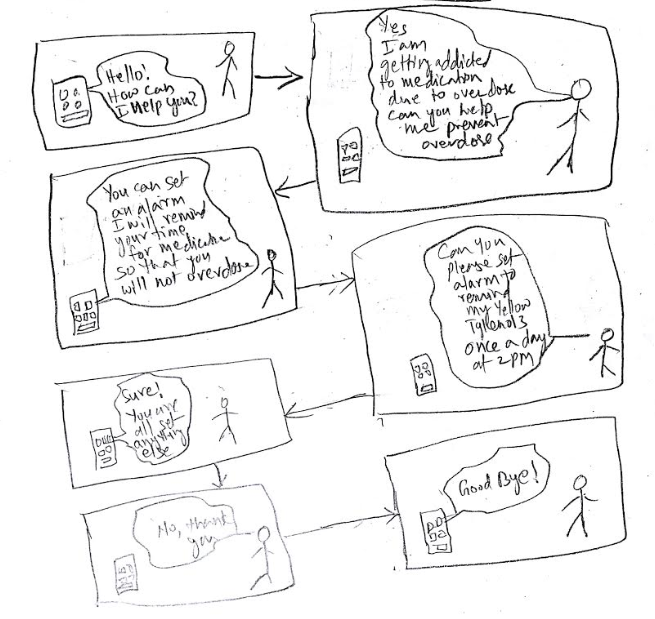 Hello!
How can
I Help you?
Yes
I am
getting addicted
to medication
due to overdose
can you help
me prevent
overdose
You can set
an alarm
I will remind
your time
for medication
so that you
will not overdose
Can you
please set
alarm to
remind
my Yellow
Tylenol 3
once a day
at 2 PM
Sure!
You are
all set
anything
else
No, thank
you
Good Bye!